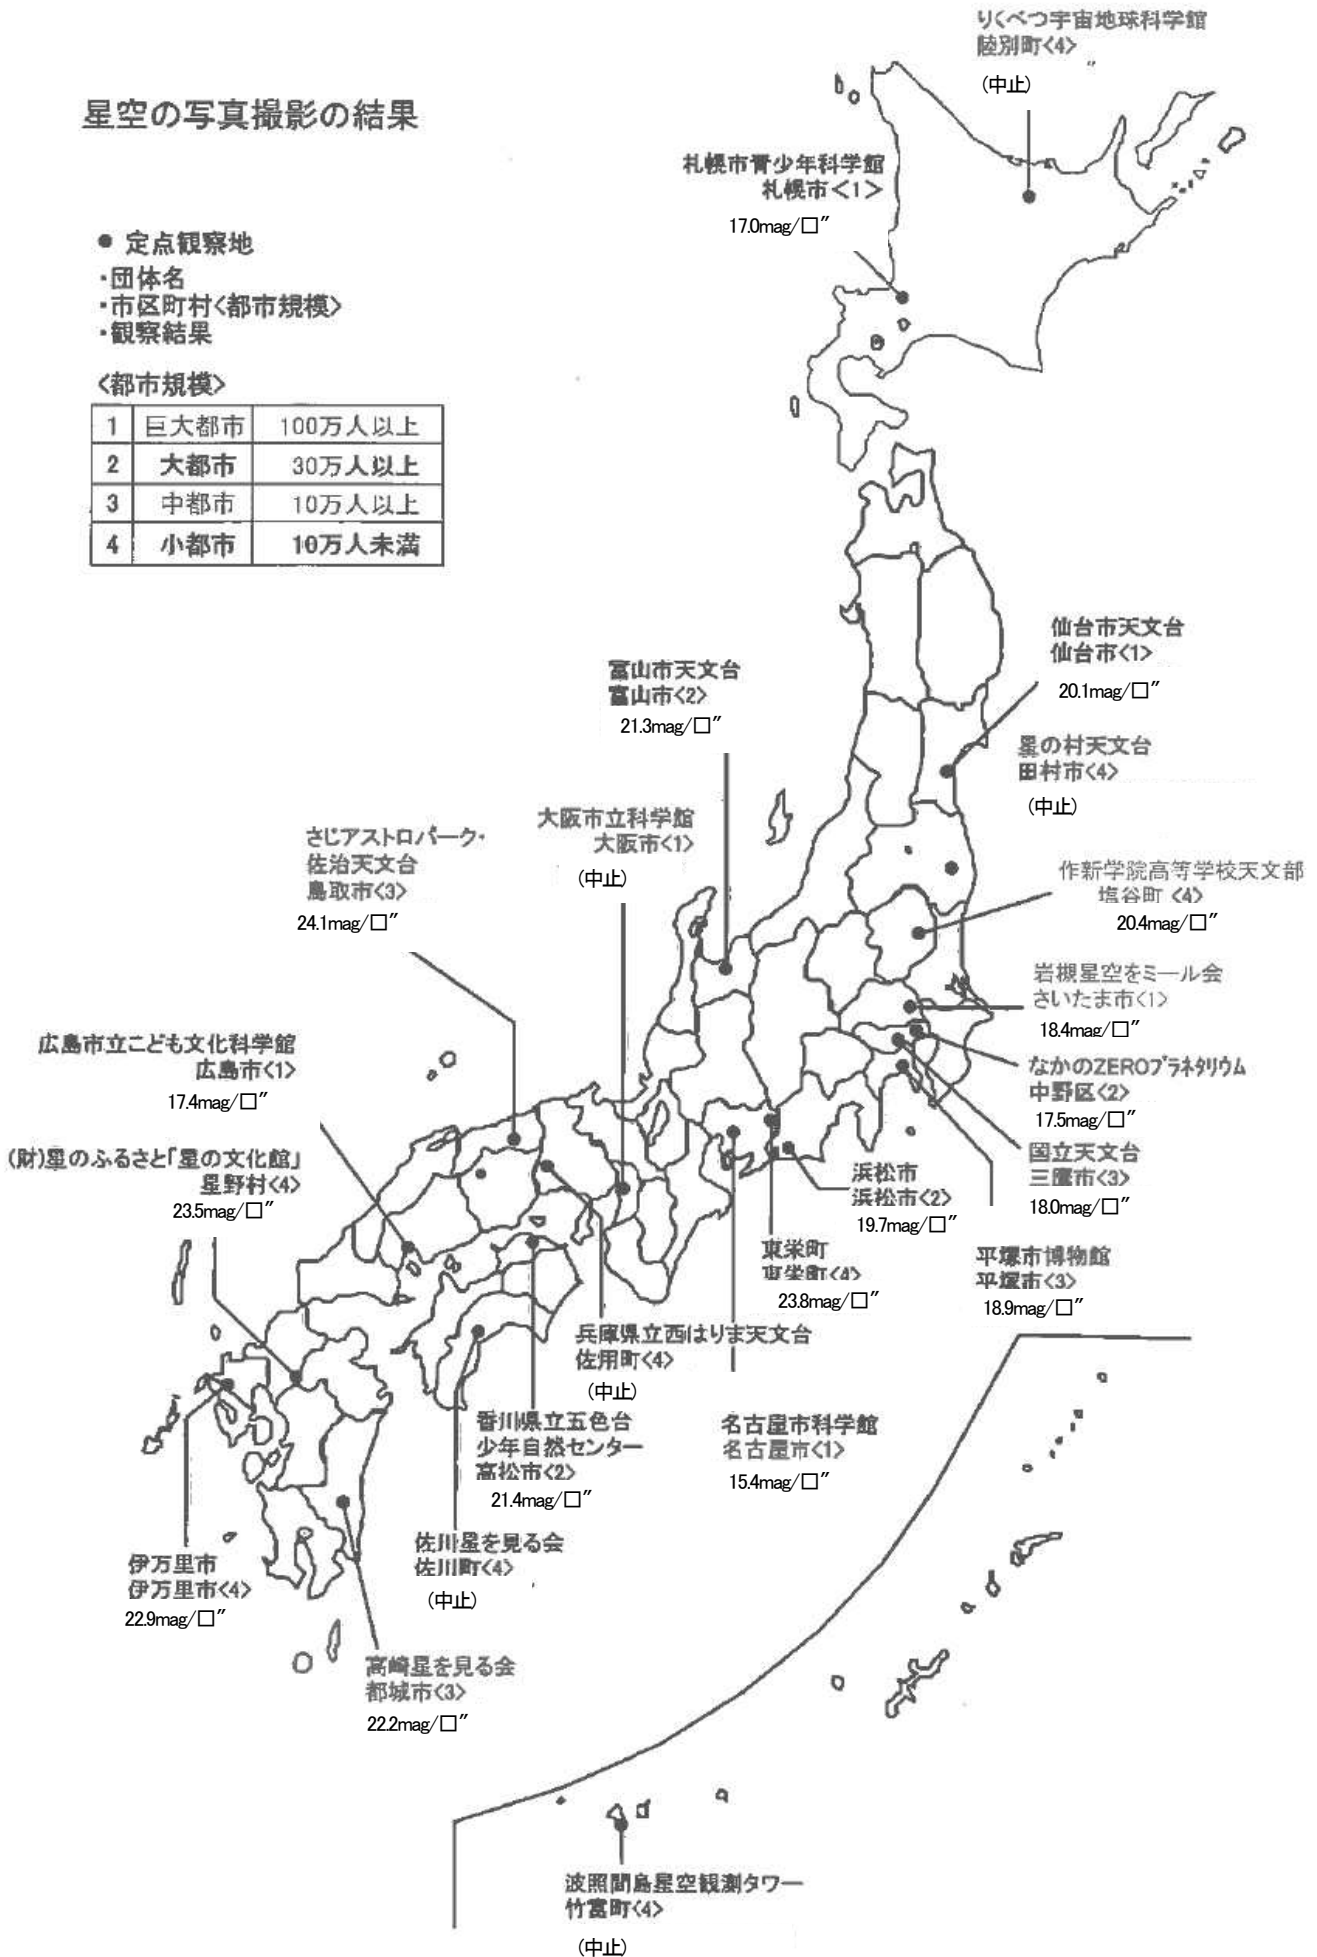 りくべつ宇宙地球科学館
陸別町<4>
(中止)
星空の写真撮影の結果
札幌市青少年科学館
札幌市<1>
17.0mag/□″
● 定点観察地
・団体名
・市区町村<都市規模>
・観察結果
<都市規模>
1 巨大都市 100万人以上
2 大都市 30万人以上
3 中都市 10万人以上
4 小都市 10万人未満
仙台市天文台
仙台市<1>
20.1mag/□″
富山市天文台
富山市<2>
21.3mag/□″
星の村天文台
田村市<4>
(中止)
大阪市立科学館
大阪市<1>
(中止)
さじアストロパーク・
佐治天文台
鳥取市<3>
24.1mag/□″
作新学院高等学校天文部
塩谷町<4>
20.4mag/□″
岩槻星空をミール会
さいたま市<1>
18.4mag/□″
広島市立こども文化科学館
広島市<1>
17.4mag/□″
なかのZEROプラネタリウム
中野区<2>
17.5mag/□″
(財)星のふるさと「星の文化館」
星野村<4>
23.5mag/□″
国立天文台
三鷹市<3>
18.0mag/□″
浜松市
浜松市<2>
19.7mag/□″
東栄町
東栄町<4>
23.8mag/□″
平塚市博物館
平塚市<3>
18.9mag/□″
兵庫県立西はりま天文台
佐用町<4>
(中止)
香川県立五色台
少年自然センター
高松市<2>
21.4mag/□″
名古屋市科学館
名古屋市<1>
15.4mag/□″
佐川星を見る会
佐川町<4>
(中止)
伊万里市
伊万里市<4>
22.9mag/□″
高崎星を見る会
都城市<3>
22.2mag/□″
波照間島星空観測タワー
竹富町<4>
(中止)